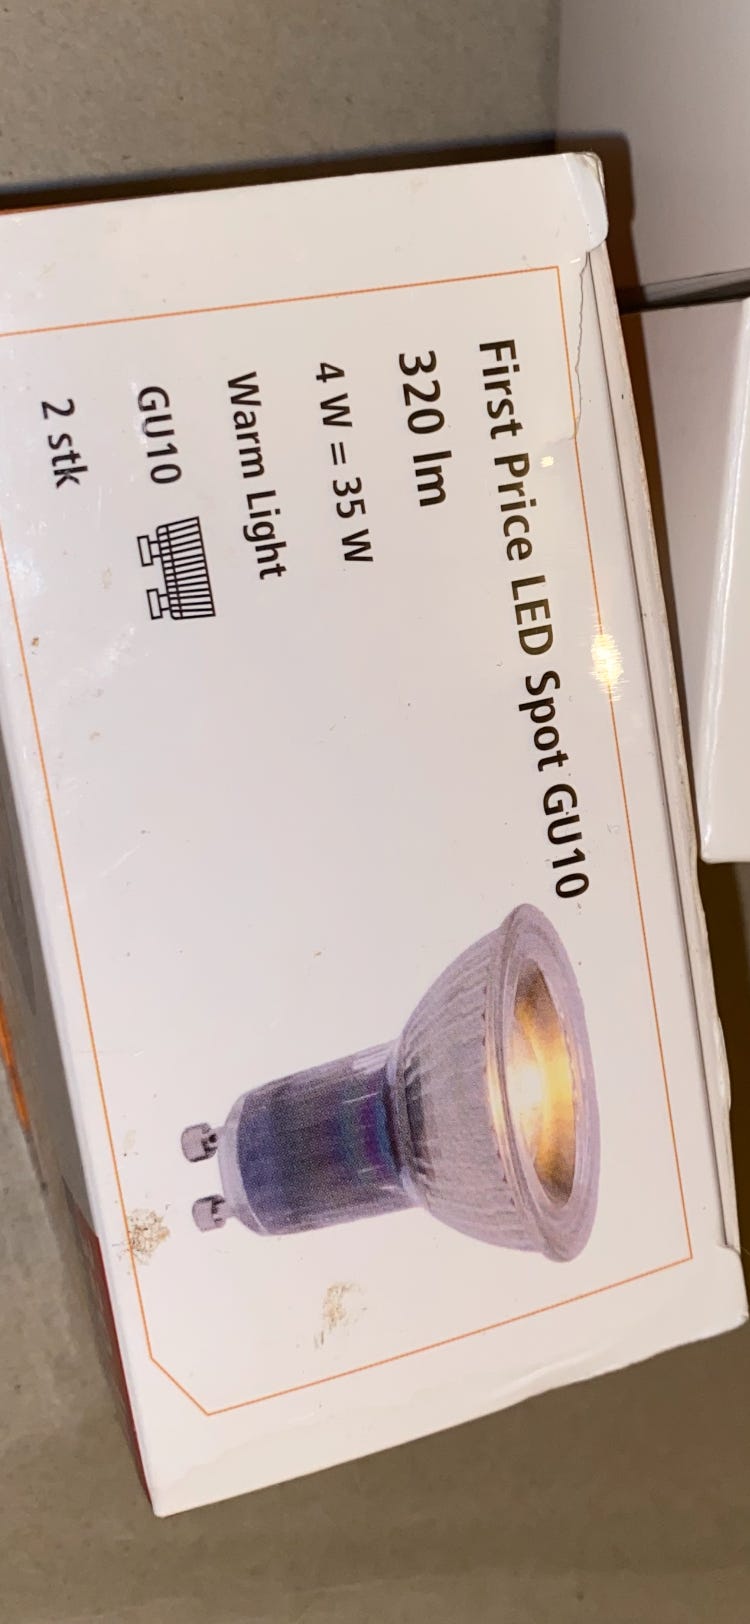 First Price LED Spot GU10
320 lm
4 W = 35 W
Warm Light
GU10
2 stk